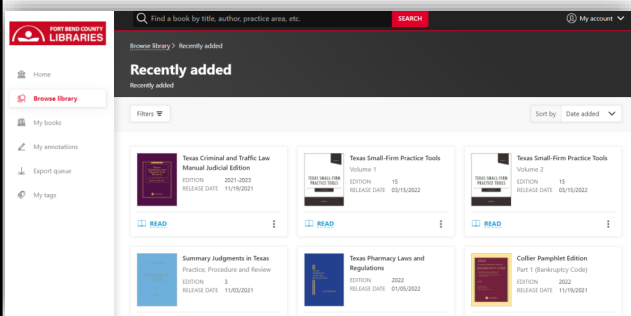 FORT BEND COUNTY
LIBRARIES
Find a book by title, author, practice area, etc.
SEARCH
My account
Browse library > Recently added
Recently added
Recently added
Home
Browse library
My books
My annotations
Export queue
My tags
Filters
Sort by Date added
Texas Criminal and Traffic Law
Manual Judicial Edition
EDITION 2021-2023
RELEASE DATE 11/19/2021
READ
TEXAS SMALL-FIRM
PRACTICE TOOLS
Texas Small-Firm Practice Tools
Volume 1
EDITION 15
RELEASE DATE 03/15/2022
READ
TEXAS SMALL-FIRM
PRACTICE TOOLS
Texas Small-Firm Practice Tools
Volume 2
EDITION 15
RELEASE DATE 03/15/2022
READ
Summary Judgments in Texas
Practice, Procedure and Review
EDITION 3
RELEASE DATE 11/03/2021
Texas Pharmacy Laws and
Regulations
EDITION 2022
RELEASE DATE 01/05/2022
Collier Pamphlet Edition
Part 1 (Bankruptcy Code)
EDITION 2022
RELEASE DATE 11/19/2021